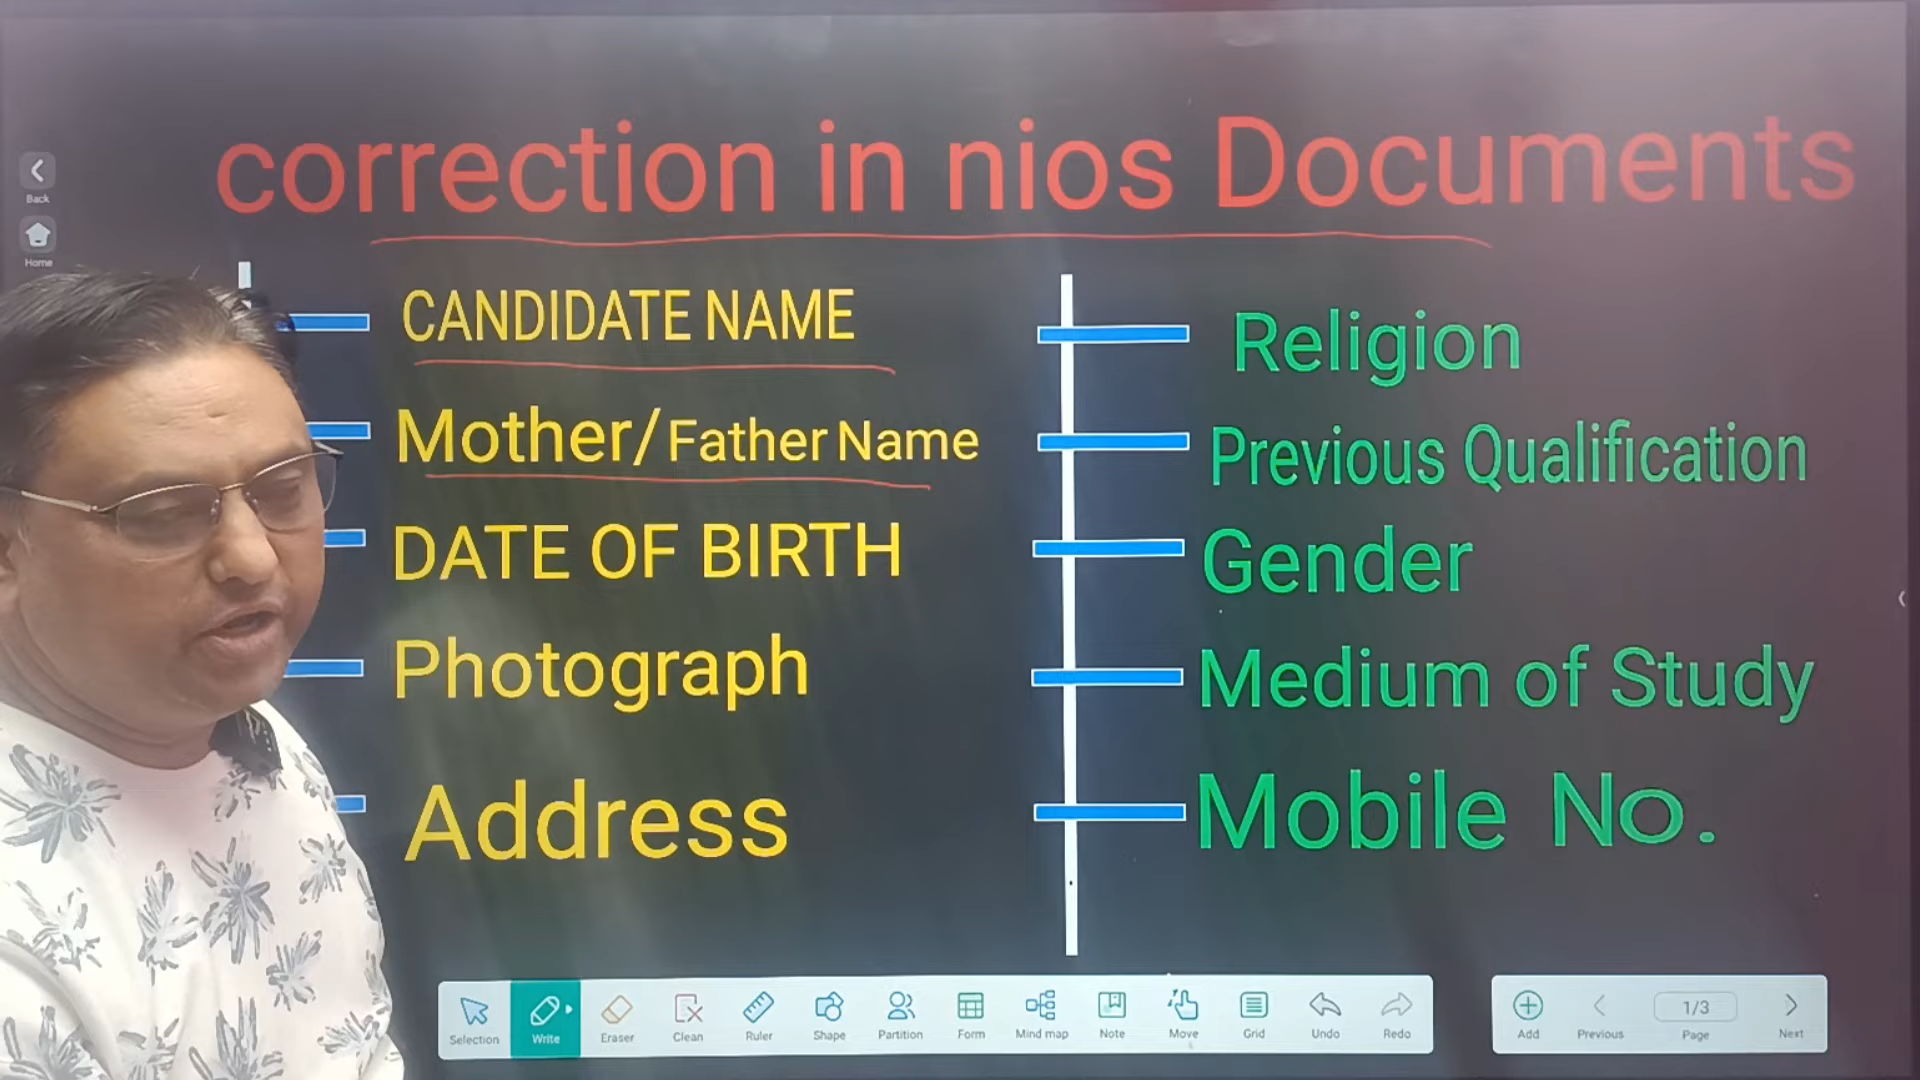 correction in nios Documents
Back
Home
CANDIDATE NAME
Mother/Father Name
DATE OF BIRTH
Photograph
Address
Religion
Previous Qualification
Gender
Medium of Study
Mobile No.
Selection
Write
Eraser
Clean
Ruler
Shape
Partition
Form
Mind map
Note
Move
Grid
Undo
Redo
Add
Previous
1/3
Page
Next